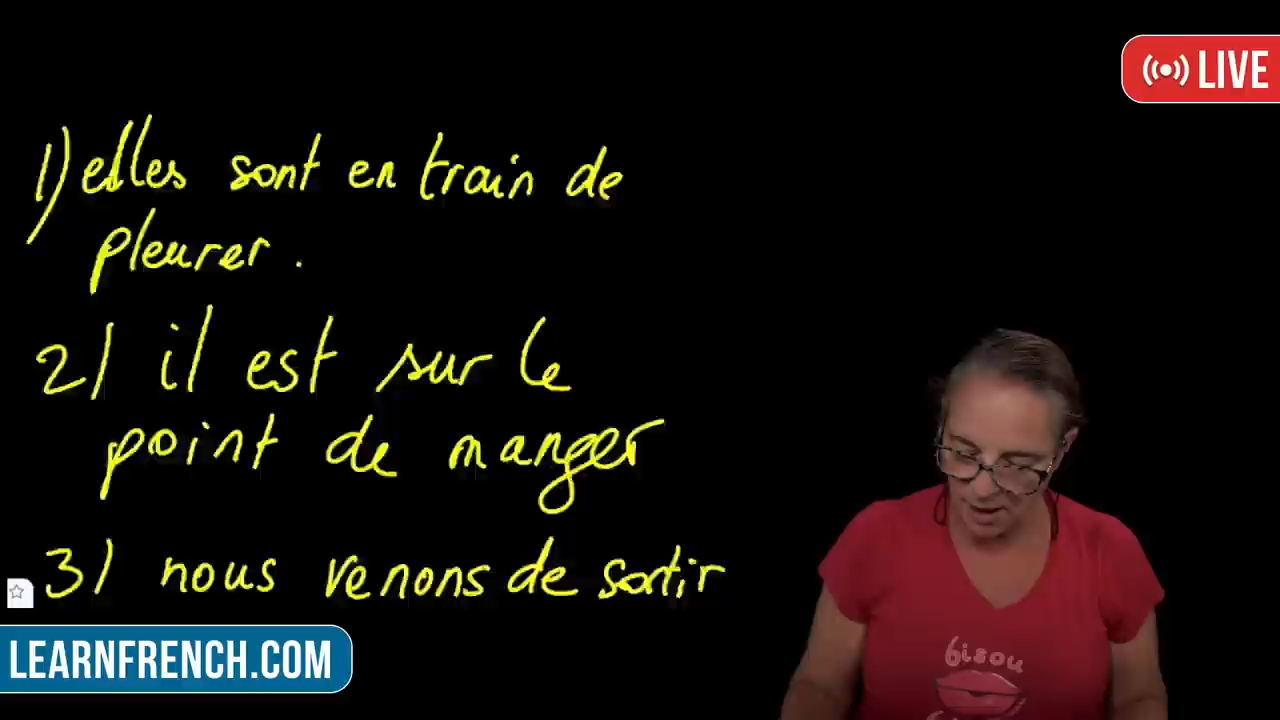 LIVE
1) elles sont en train de
pleurer.
2) il est sur le
point de manger
3) nous venons de sortir
LEARNFRENCH.COM
bisou